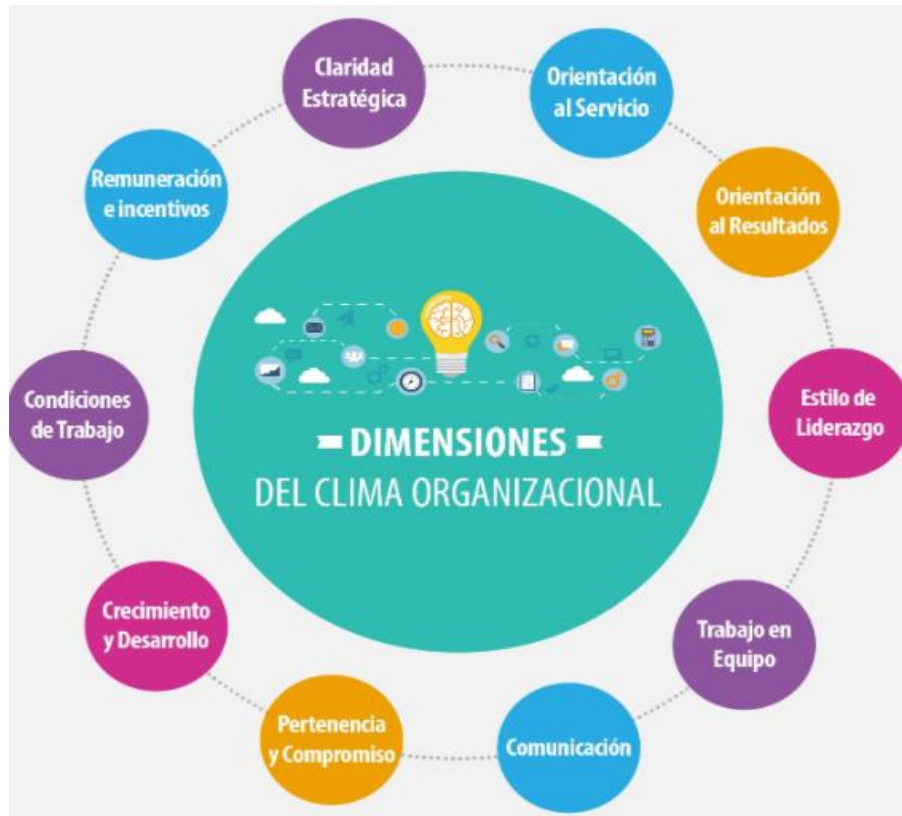 Claridad
Estratégica
Orientación
al Servicio
Orientación
al Resultados
Estilo de
Liderazgo
Trabajo en
Equipo
Comunicación
Pertenencia
y Compromiso
Crecimiento
y Desarrollo
Condiciones
de Trabajo
Remuneración
e incentivos
DIMENSIONES
DEL CLIMA ORGANIZACIONAL